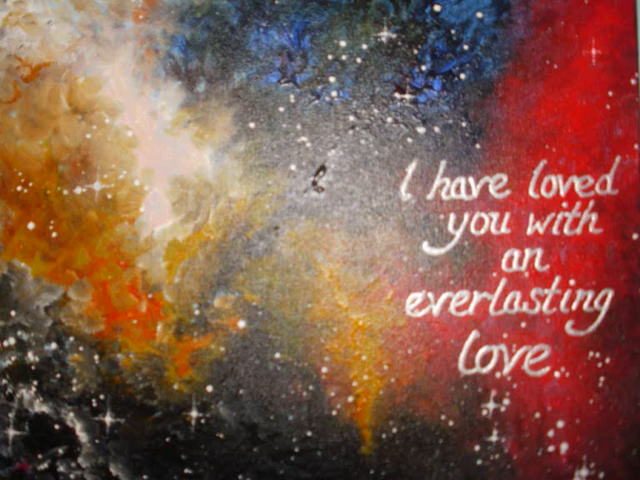 I have loved
you with
an
everlasting
love.